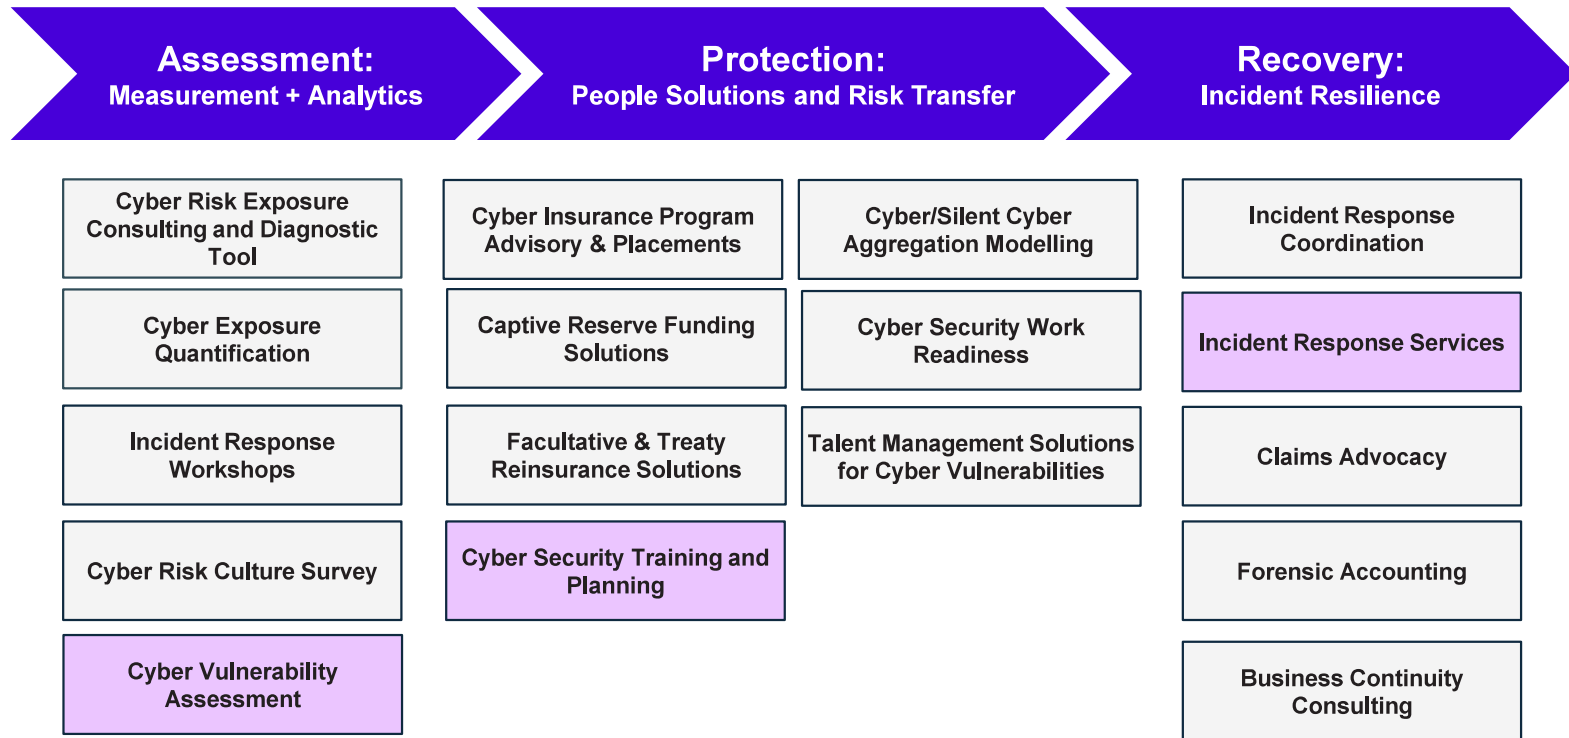 Assessment:
Measurement + Analytics
Protection:
People Solutions and Risk Transfer
Recovery:
Incident Resilience
Cyber Risk Exposure
Consulting and Diagnostic
Tool
Cyber Exposure
Quantification
Incident Response
Workshops
Cyber Risk Culture Survey
Cyber Vulnerability
Assessment
Cyber Insurance Program
Advisory & Placements
Captive Reserve Funding
Solutions
Facultative & Treaty
Reinsurance Solutions
Cyber Security Training and
Planning
Cyber/Silent Cyber
Aggregation Modelling
Cyber Security Work
Readiness
Talent Management Solutions
for Cyber Vulnerabilities
Incident Response
Coordination
Incident Response Services
Claims Advocacy
Forensic Accounting
Business Continuity
Consulting